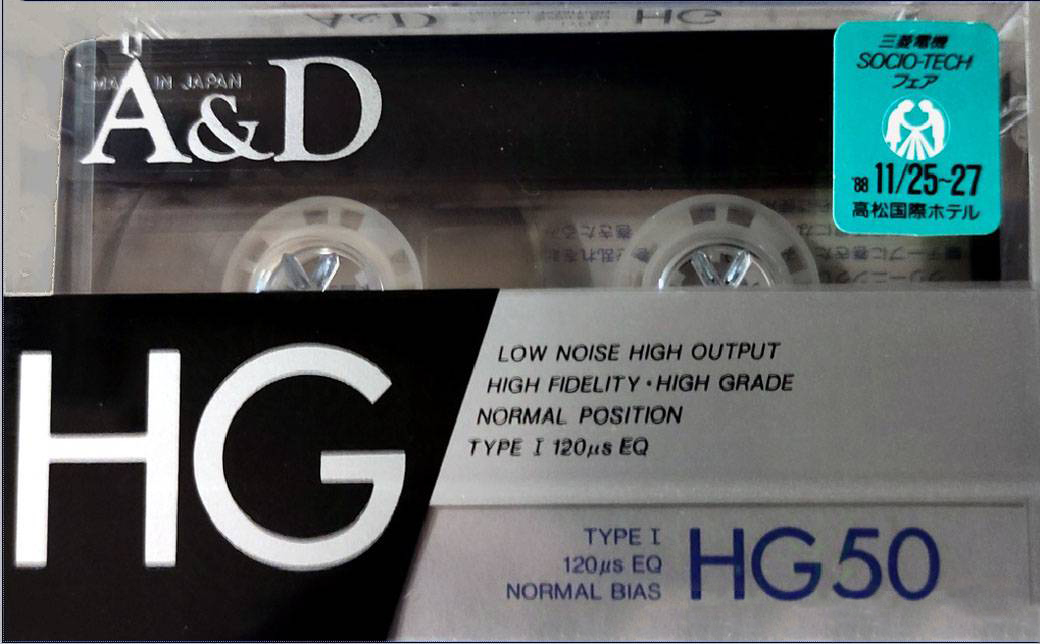 A&D HG
三菱電機
SOCIO-TECH
フェア
'88 11/25~27
高松国際ホテル
IN JAPAN
A&D
HG
LOW NOISE HIGH OUTPUT
HIGH FIDELITY・HIGH GRADE
NORMAL POSITION
TYPE I 120μs EQ
TYPE I
120μs EQ
NORMAL BIAS
HG50